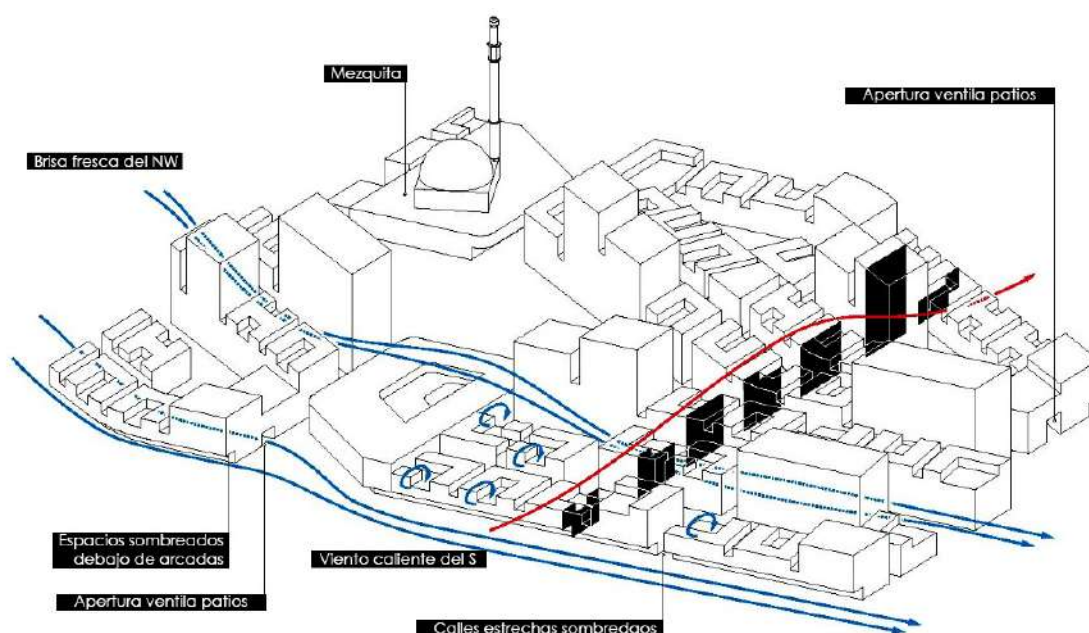 Mezquita
Apertura ventila patios
Brisa fresca del NW
Espacios sombreados
debajo de arcadas
Viento caliente del S
Apertura ventila patios
Calles estrechas sombredaos